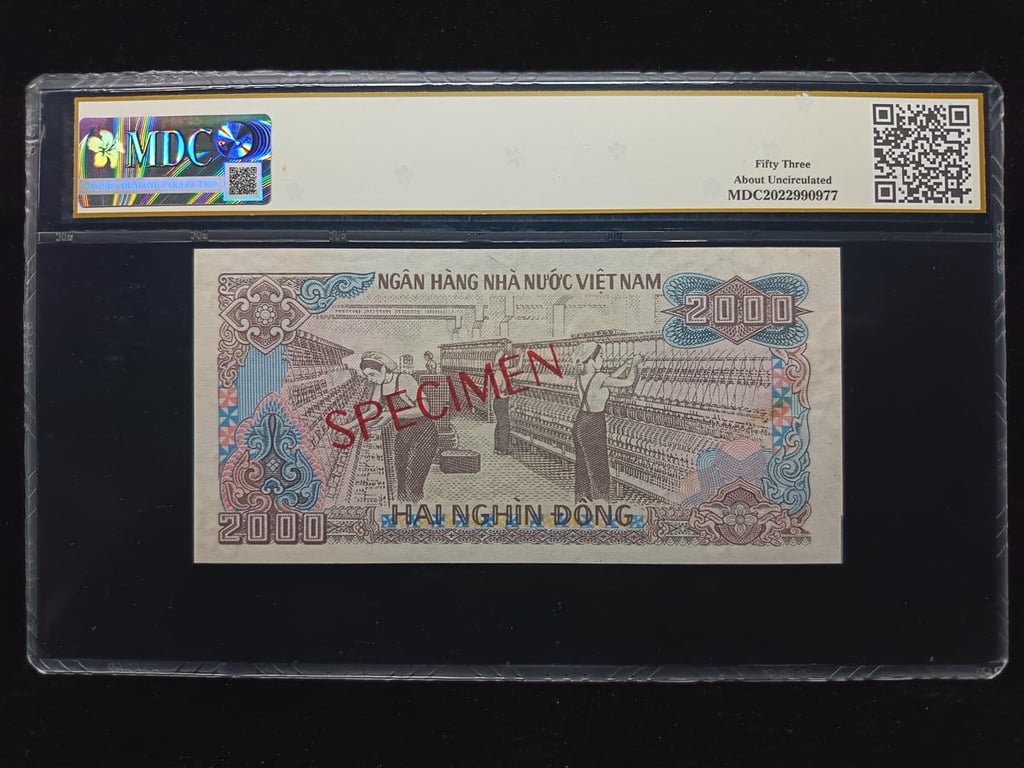 MDC
Fifty Three
About Uncirculated
MDC2022990977
NGÂN HÀNG NHÀ NƯỚC VIỆT NAM
2000
SPECIMEN
HAI NGHÌN ĐỒNG
2000